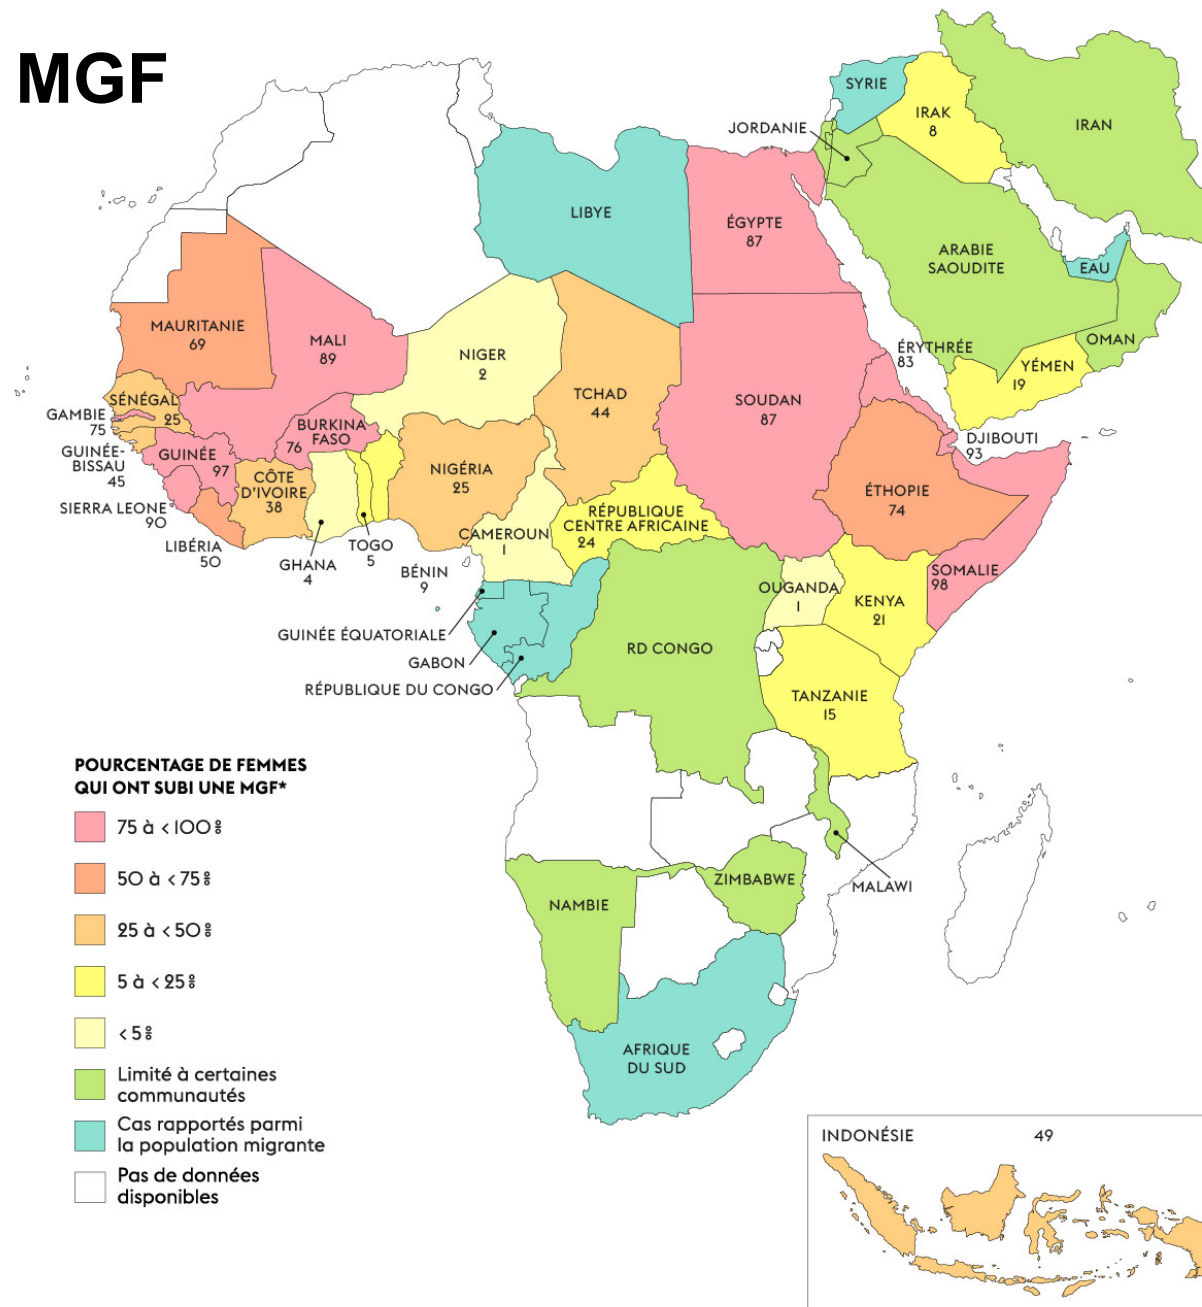 MGF
SYRIE
IRAK
8
IRAN
JORDANIE
LIBYE
ÉGYPTE
87
ARABIE
SAOUDITE
EAU
OMAN
MAURITANIE
69
MALI
89
NIGER
2
TCHAD
44
SOUDAN
87
ÉRYTHRÉE
83
YÉMEN
19
SÉNÉGAL
25
GAMBIE
75
GUINÉE-
BISSAU
45
GUINÉE
97
BURKINA
FASO
76
CÔTE
D'IVOIRE
38
NIGÉRIA
25
DJIBOUTI
93
ÉTHOPIE
74
SIERRA LEONE
90
LIBÉRIA
50
GHANA
4
TOGO
5
BÉNIN
9
CAMEROUN
1
RÉPUBLIQUE
CENTRE AFRICAINE
24
OUGANDA
1
KENYA
21
SOMALIE
98
GUINÉE ÉQUATORIALE
GABON
RÉPUBLIQUE DU CONGO
RD CONGO
TANZANIE
15
POURCENTAGE DE FEMMES
QUI ONT SUBI UNE MGF*
75 à <100%
50 à <75%
25 à <50%
5 à <25%
<5%
Limité à certaines
communautés
Cas rapportés parmi
la population migrante
Pas de données
disponibles
NAMBIE
ZIMBABWE
MALAWI
AFRIQUE
DU SUD
INDONÉSIE 49